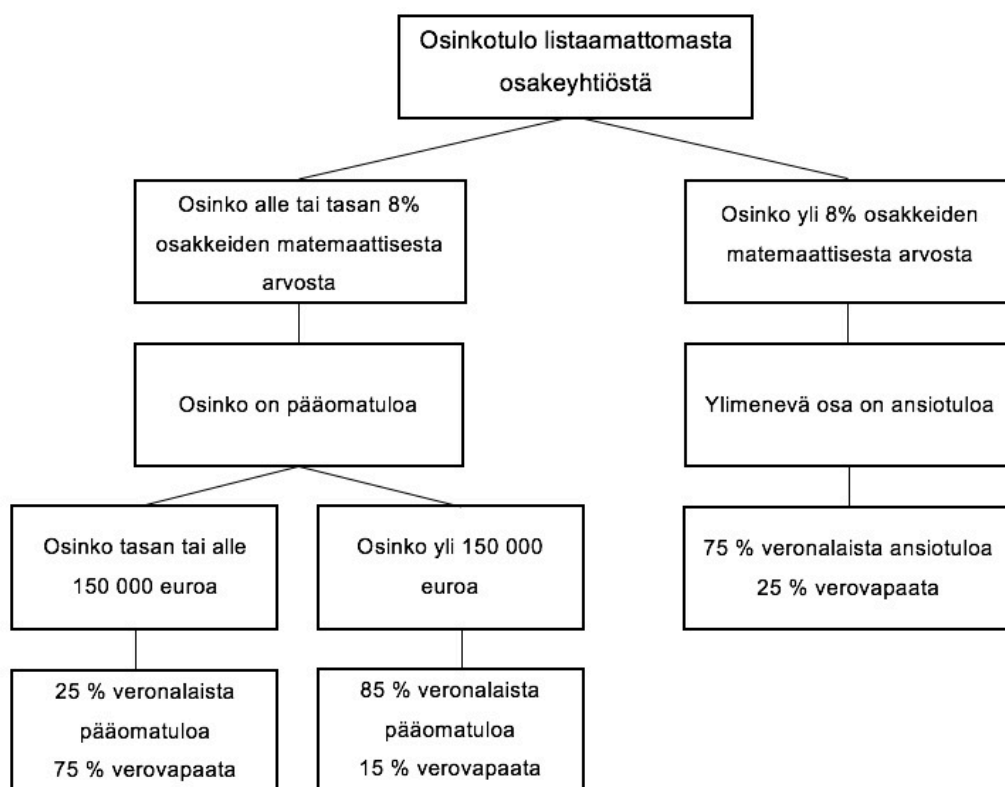 Osinkotulo listaamattomasta
osakeyhtiöstä
Osinko alle tai tasan 8%
osakkeiden matemaattisesta
arvosta
Osinko yli 8% osakkeiden
matemaattisesta arvosta
Osinko on pääomatuloa
Ylimenevä osa on ansiotuloa
Osinko tasan tai alle
150 000 euroa
Osinko yli 150 000
euroa
75 % veronalaista ansiotuloa
25 % verovapaata
25 % veronalaista
pääomatuloa
75 % verovapaata
85 % veronalaista
pääomatuloa
15 % verovapaata